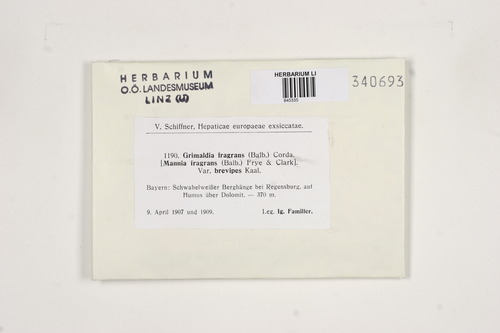 HERBARIUM
O.Ö. LANDESMUSEUM
LINZ (LI)
HERBARIUM LI
340693
V. Schiffner, Hepaticae europaeae exsiccatae.
1190. Grimaldia fragrans (Balb.) Corda.
[Mannia fragrans (Balb.) Frye & Clark].
Var. brevipes Kaal.
Bayern: Schwabelweißer Berghänge bei Regensburg, auf
Humus über Dolomit. — 370 m.
9. April 1907 und 1909.
Leg. Ig. Familler.